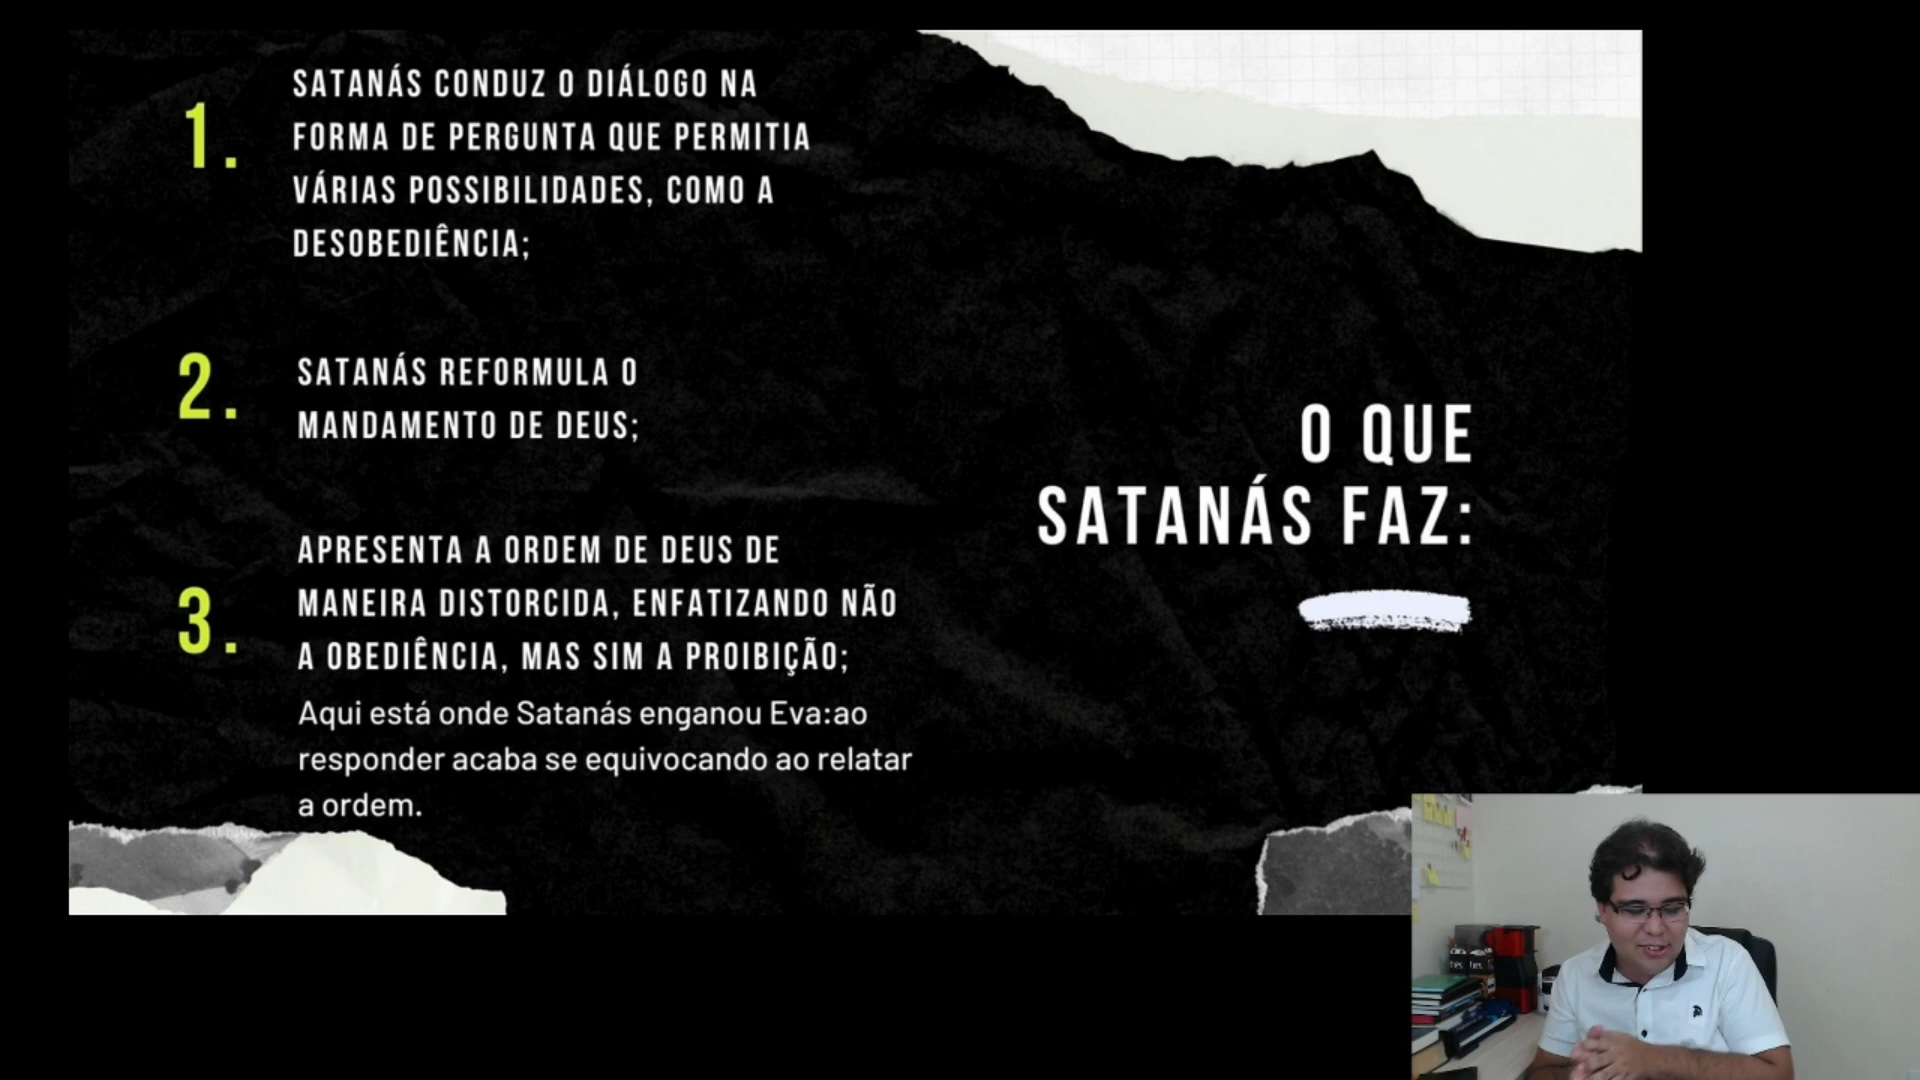 1.
SATANÁS CONDUZ O DIÁLOGO NA
FORMA DE PERGUNTA QUE PERMITIA
VÁRIAS POSSIBILIDADES, COMO A
DESOBEDIÊNCIA;
2.
SATANÁS REFORMULA O
MANDAMENTO DE DEUS;
3.
APRESENTA A ORDEM DE DEUS DE
MANEIRA DISTORCIDA, ENFATIZANDO NÃO
A OBEDIÊNCIA, MAS SIM A PROIBIÇÃO;
Aqui está onde Satanás enganou Eva:ao
responder acaba se equivocando ao relatar
a ordem.
O QUE
SATANÁS FAZ: